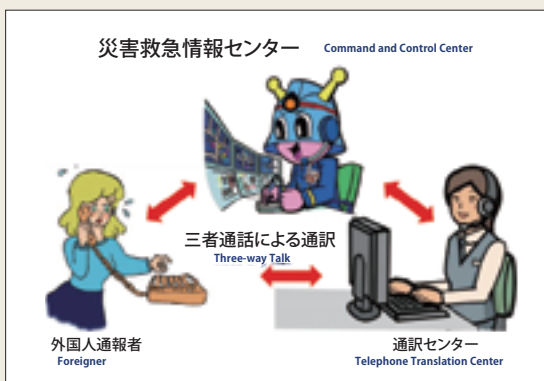 災害救急情報センター Command and Control Center
三者通話による通訳
Three-way Talk
外国人通報者
Foreigner
通訳センター
Telephone Translation Center